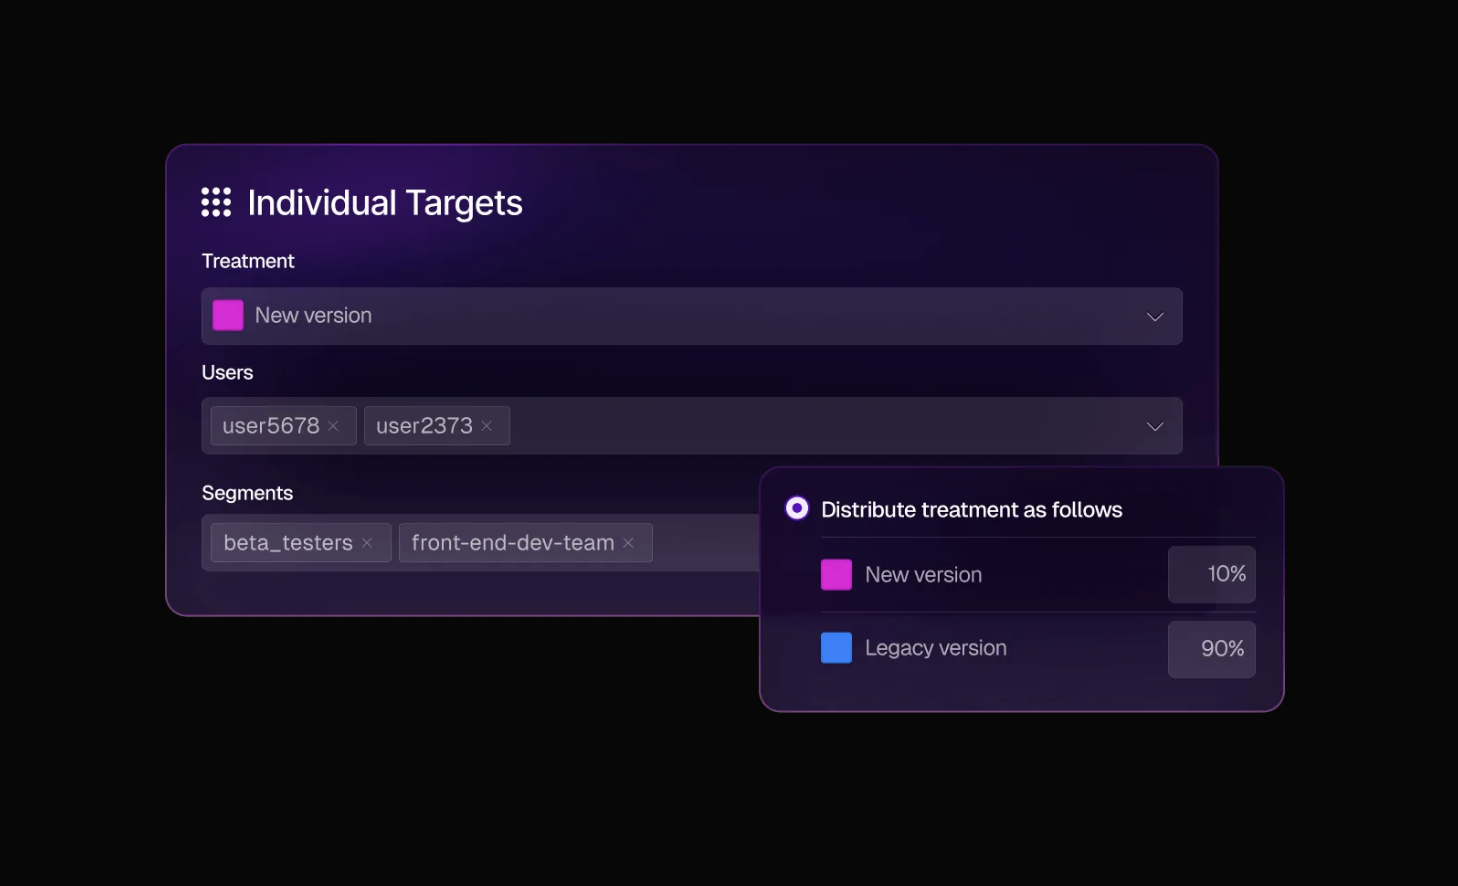 Individual Targets
Treatment
New version
Users
user5678 × user2373 ×
Segments
beta_testers × front-end-dev-team ×
Distribute treatment as follows
New version 10%
Legacy version 90%